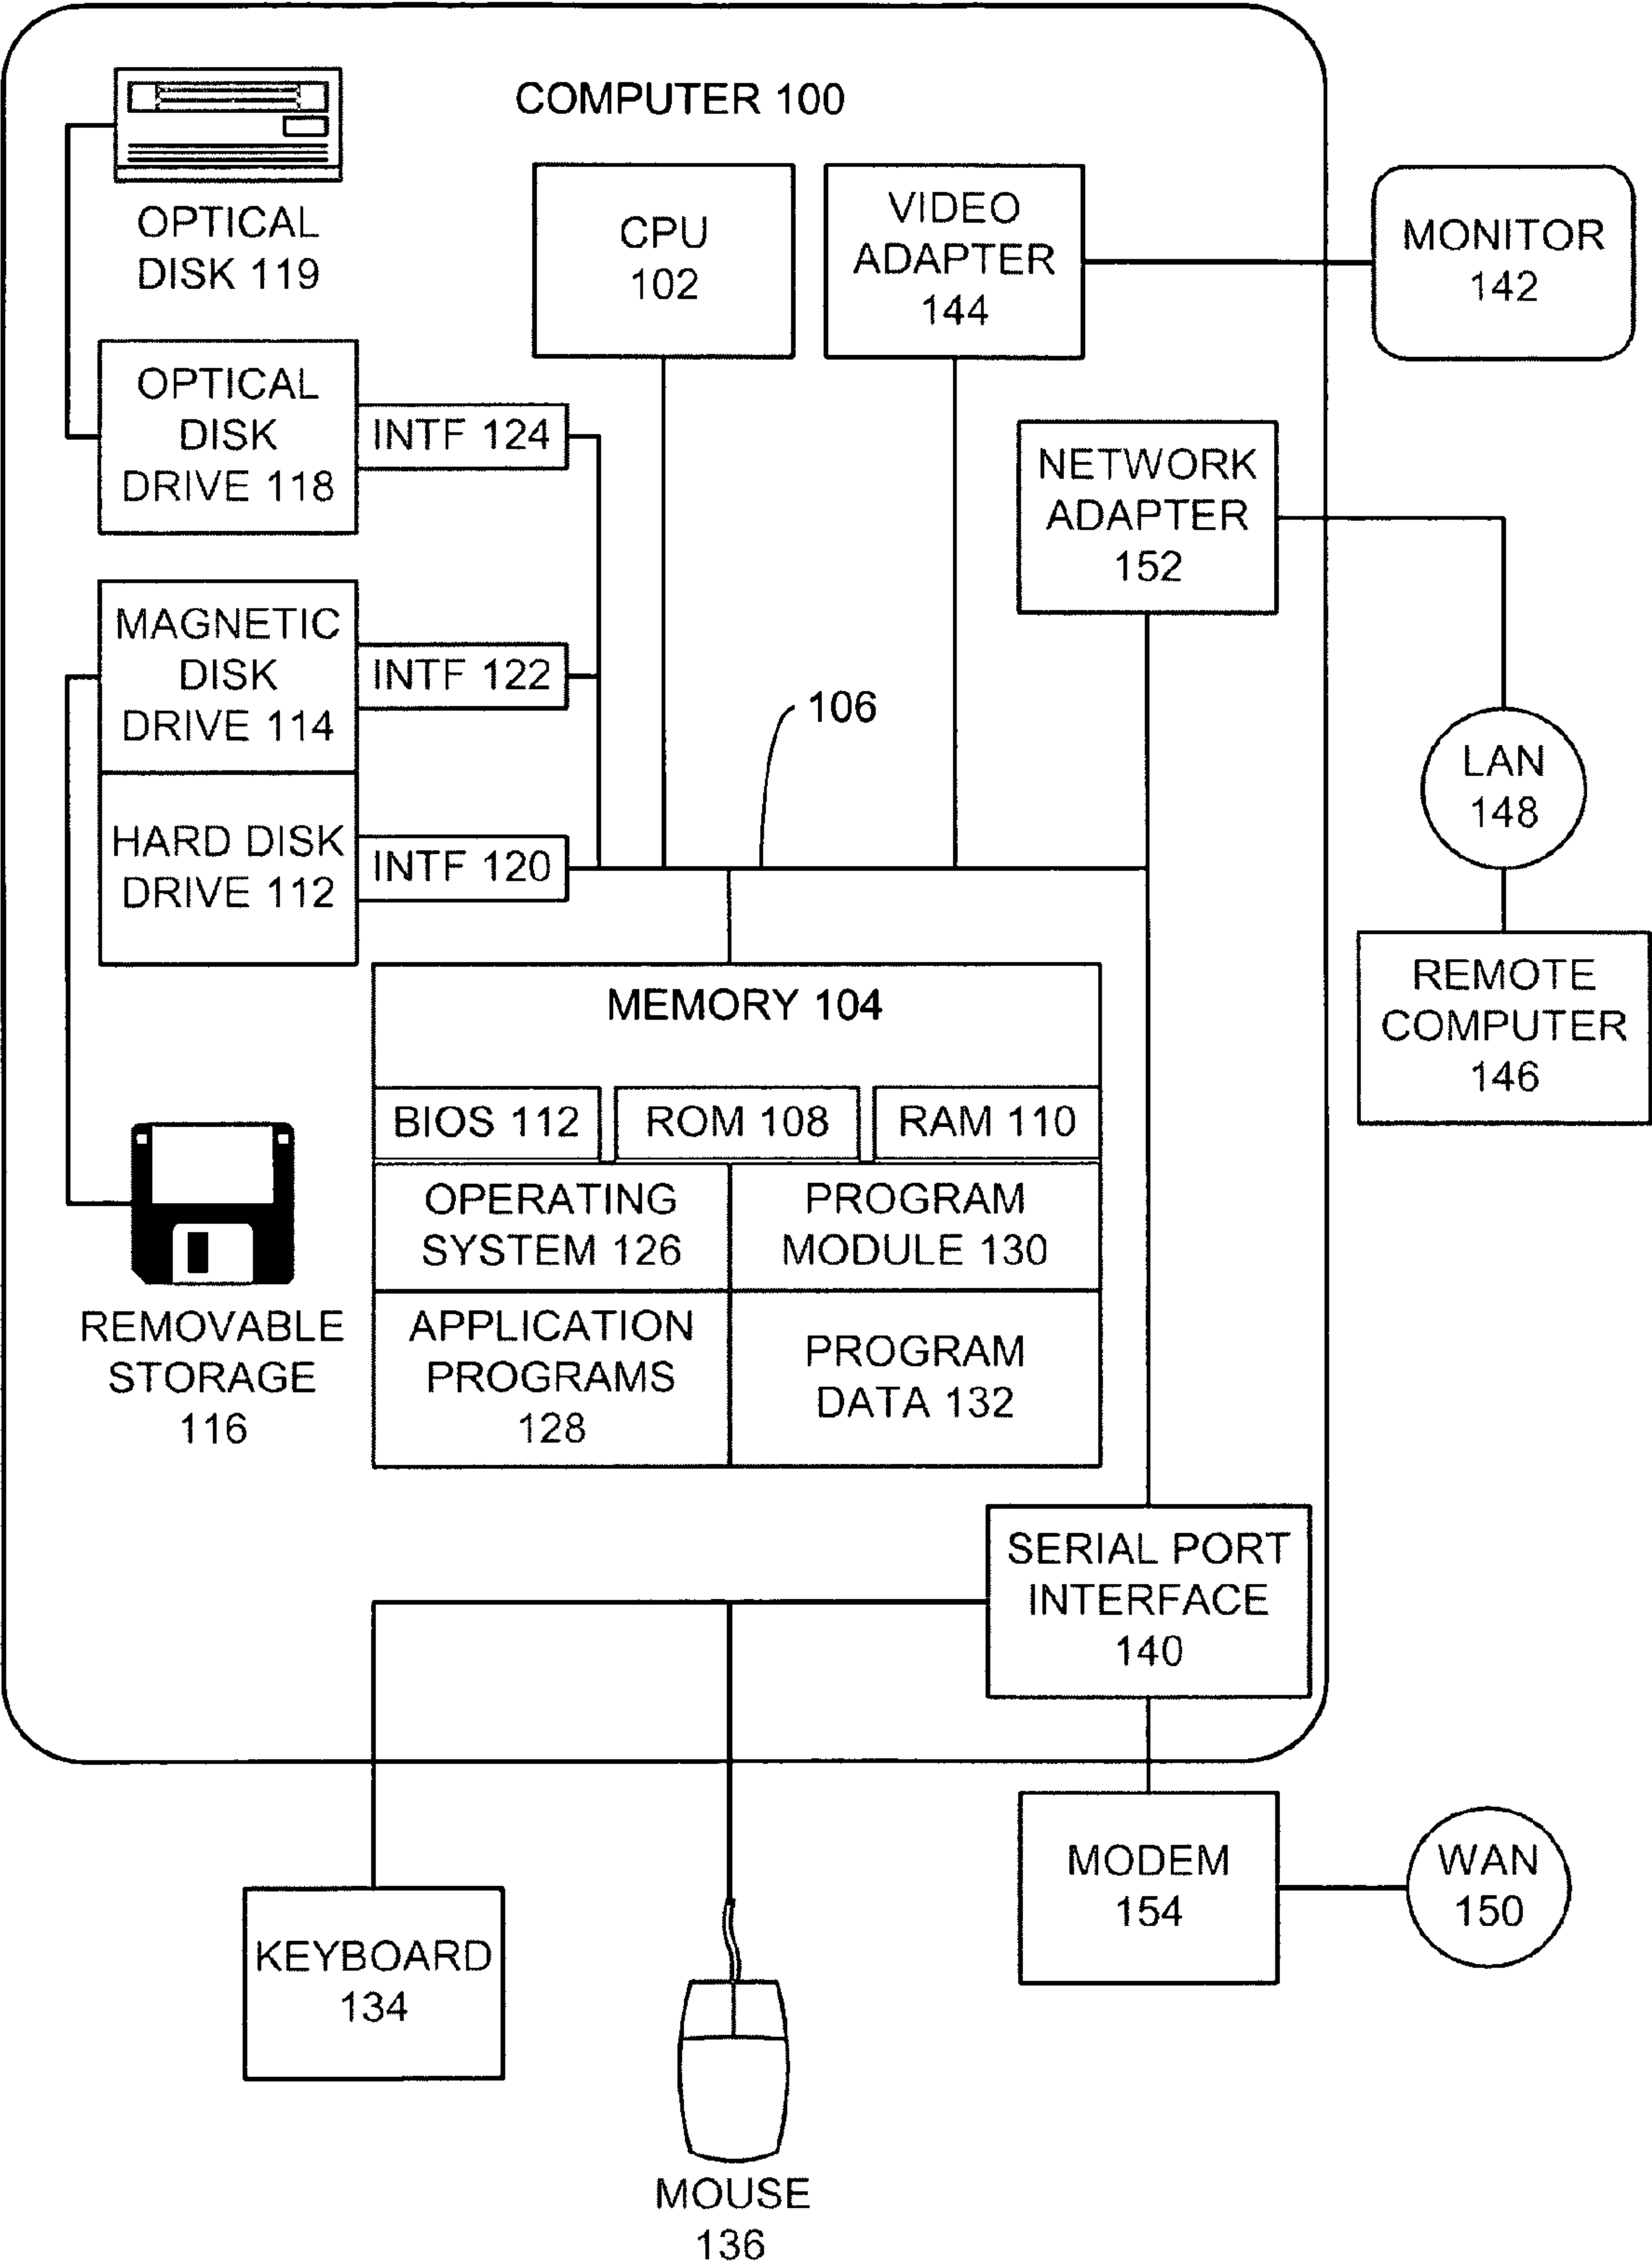 COMPUTER 100
OPTICAL
DISK 119
CPU
102
VIDEO
ADAPTER
144
MONITOR
142
OPTICAL
DISK
DRIVE 118
INTF 124
NETWORK
ADAPTER
152
MAGNETIC
DISK
DRIVE 114
INTF 122
106
LAN
148
HARD DISK
DRIVE 112
INTF 120
REMOTE
COMPUTER
146
MEMORY 104
BIOS 112
ROM 108
RAM 110
OPERATING
SYSTEM 126
PROGRAM
MODULE 130
REMOVABLE
STORAGE
116
APPLICATION
PROGRAMS
128
PROGRAM
DATA 132
SERIAL PORT
INTERFACE
140
MODEM
154
WAN
150
KEYBOARD
134
MOUSE
136